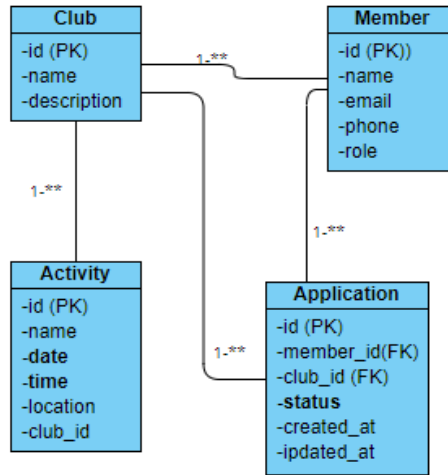 Club
-id (PK)
-name
-description
Member
-id (PK))
-name
-email
-phone
-role
1-**
1-**
1-**
1-**
Activity
-id (PK)
-name
-date
-time
-location
-club_id
Application
-id (PK)
-member_id(FK)
-club_id (FK)
-status
-created_at
-ipdated_at